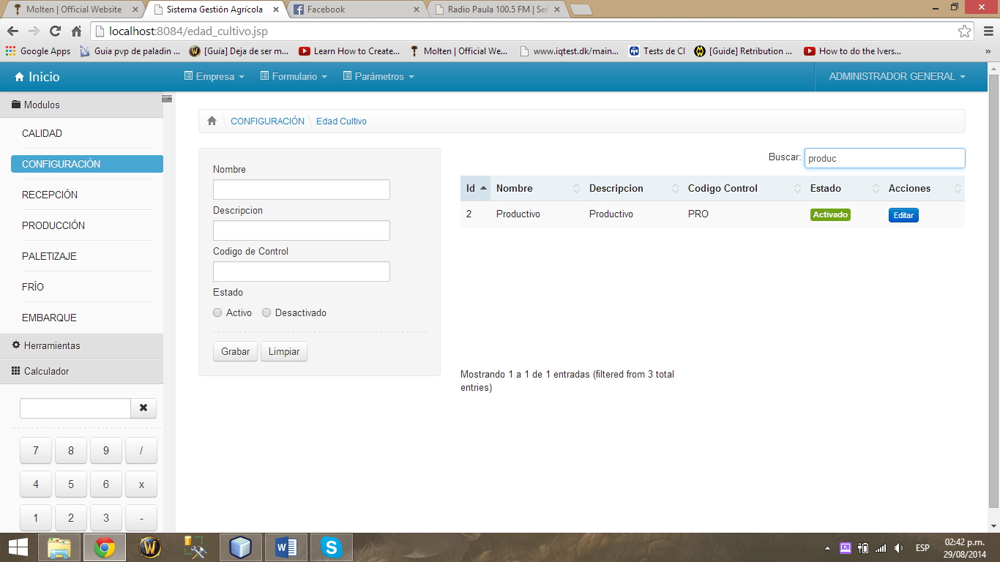 Molten | Official Website
Sistema Gestión Agrícola
Facebook
Radio Paula 100.5 FM | Señ
localhost:8084/edad_cultivo.jsp
Google Apps
Guia pvp de paladin ...
[Guía] Deja de ser m...
Learn How to Create...
Molten | Official We...
www.iqtest.dk/main...
Tests de CI
[Guide] Retribution ...
How to do the Ivers...
»
Inicio
Empresa
Formulario
Parámetros
ADMINISTRADOR GENERAL
Modulos
CALIDAD
CONFIGURACIÓN
RECEPCIÓN
PRODUCCIÓN
PALETIZAJE
FRÍO
EMBARQUE
Herramientas
Calculador
7 8 9 /
4 5 6 x
1 2 3 -
CONFIGURACIÓN \ Edad Cultivo
Nombre
Descripcion
Codigo de Control
Estado
Activo Desactivado
Grabar Limpiar
Buscar: produc
Id Nombre Descripcion Codigo Control Estado Acciones
2 Productivo Productivo PRO Activado Editar
Mostrando 1 a 1 de 1 entradas (filtered from 3 total
entries)
ESP
02:42 p.m.
29/08/2014